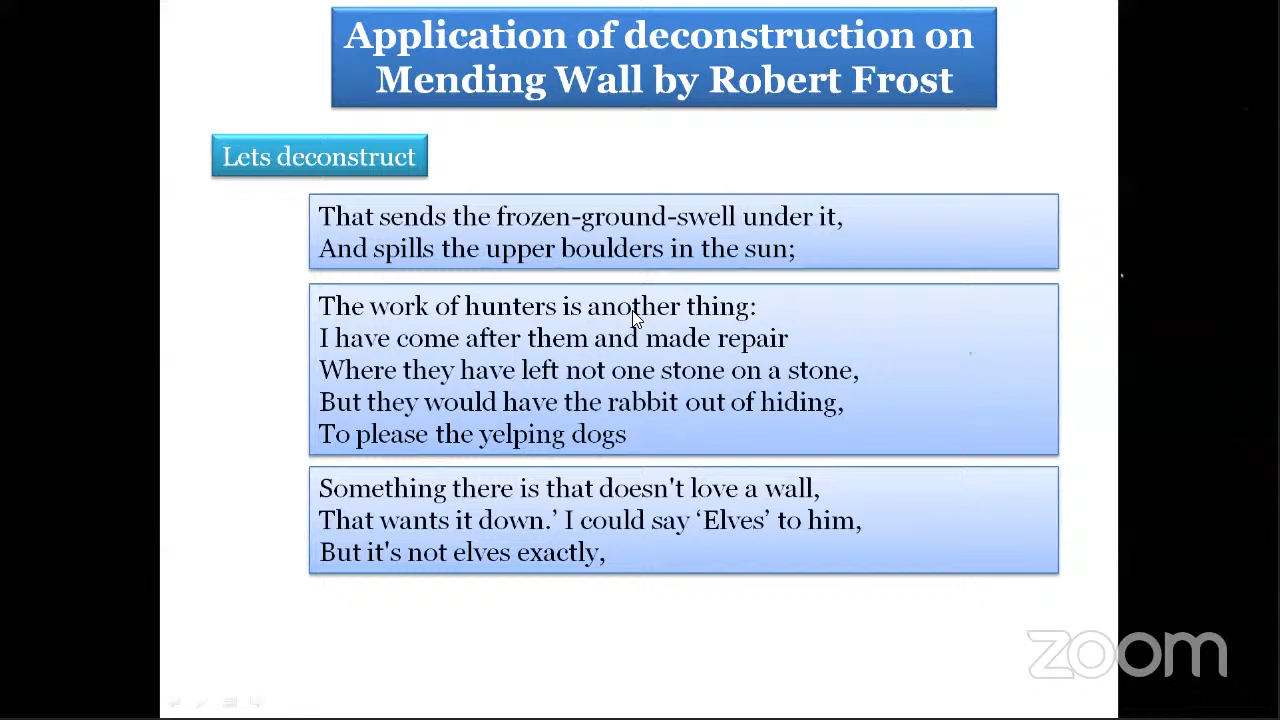 Application of deconstruction on
Mending Wall by Robert Frost
Lets deconstruct
That sends the frozen-ground-swell under it,
And spills the upper boulders in the sun;
The work of hunters is another thing:
I have come after them and made repair
Where they have left not one stone on a stone,
But they would have the rabbit out of hiding,
To please the yelping dogs
Something there is that doesn't love a wall,
That wants it down.’ I could say ‘Elves’ to him,
But it's not elves exactly,
zoom